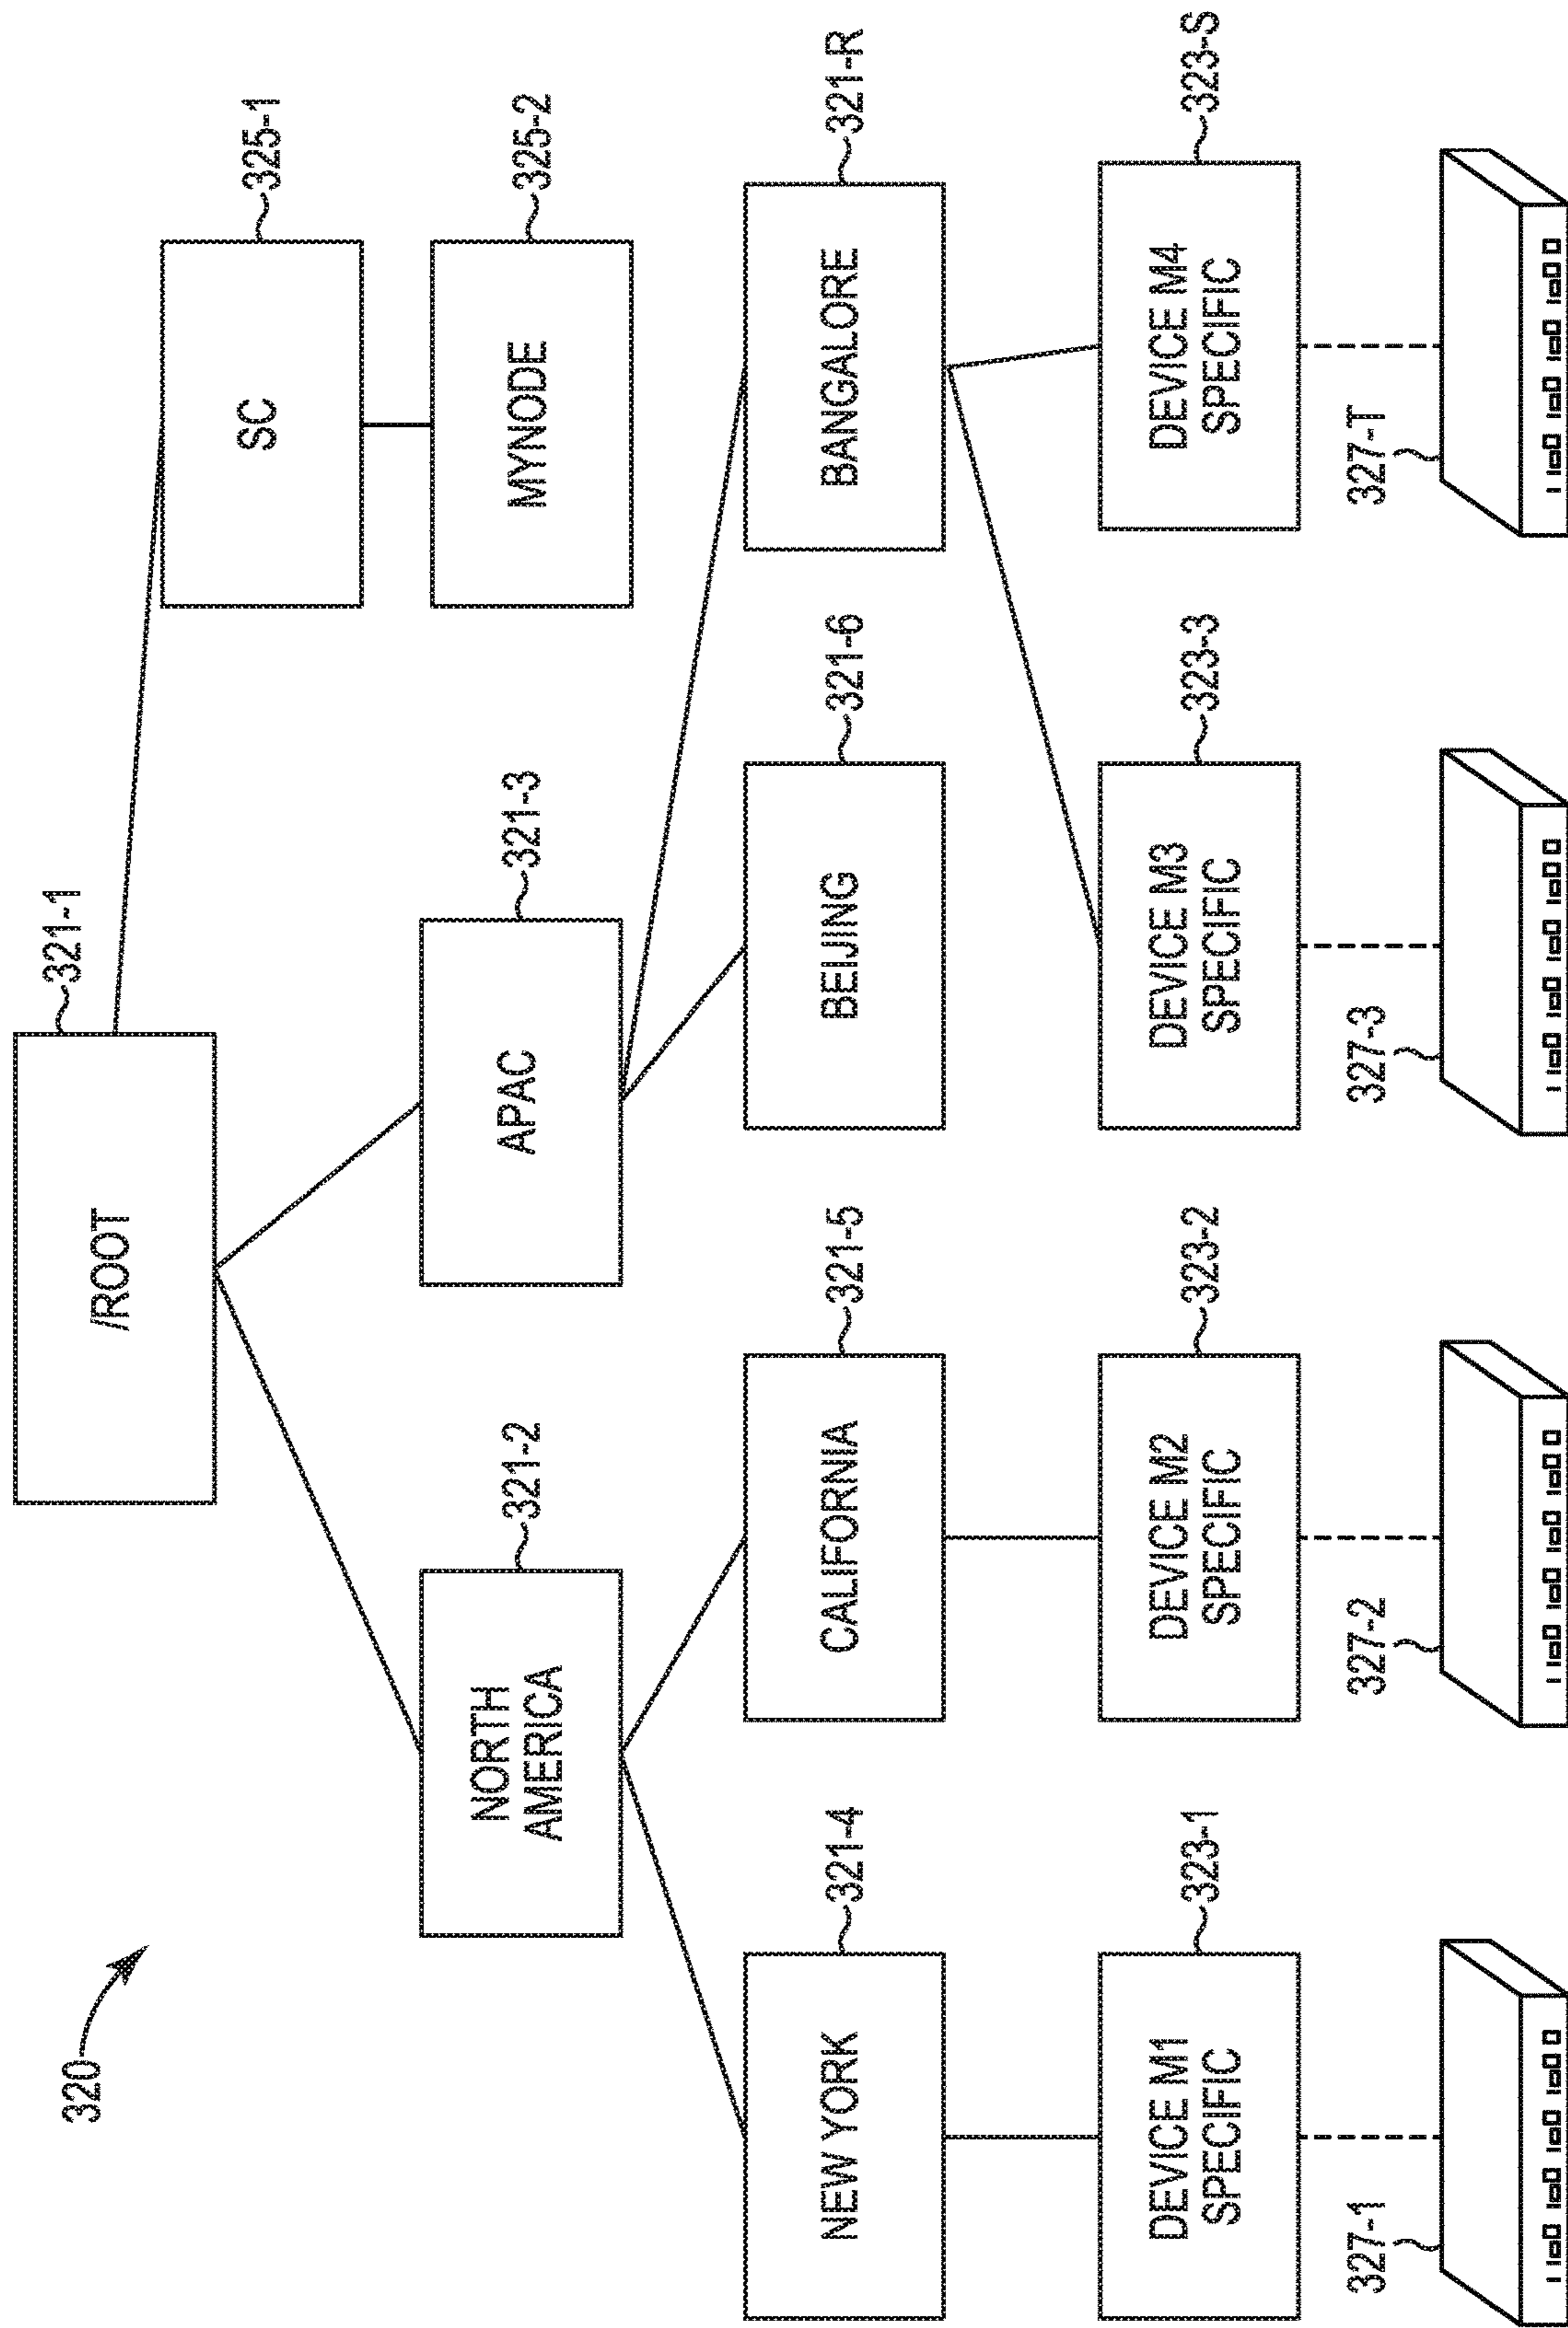 320
321-1
/ROOT
325-1
SC
321-2
321-3
325-2
NORTH
AMERICA
APAC
MYNODE
321-4
321-5
321-6
321-R
NEW YORK
CALIFORNIA
BEIJING
BANGALORE
323-1
323-2
323-3
323-S
DEVICE M1
SPECIFIC
DEVICE M2
SPECIFIC
DEVICE M3
SPECIFIC
DEVICE M4
SPECIFIC
327-1
327-2
327-3
327-T